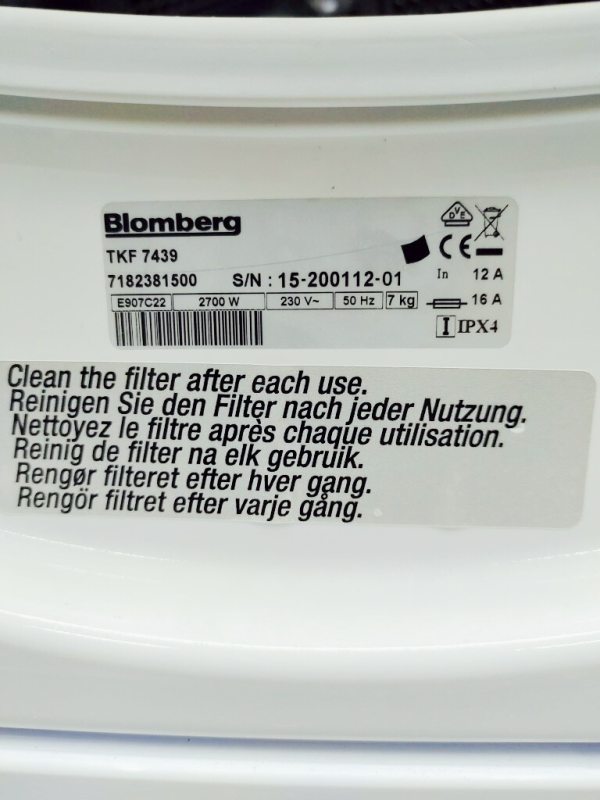 Blomberg
TKF 7439
7182381500 S/N : 15-200112-01
E907C22 2700 W 230 V~ 50 Hz 7 kg
DVE
CE
In 12 A
16 A
I IPX4
Clean the filter after each use.
Reinigen Sie den Filter nach jeder Nutzung.
Nettoyez le filtre après chaque utilisation.
Reinig de filter na elk gebruik.
Rengør filteret efter hver gang.
Rengör filtret efter varje gång.